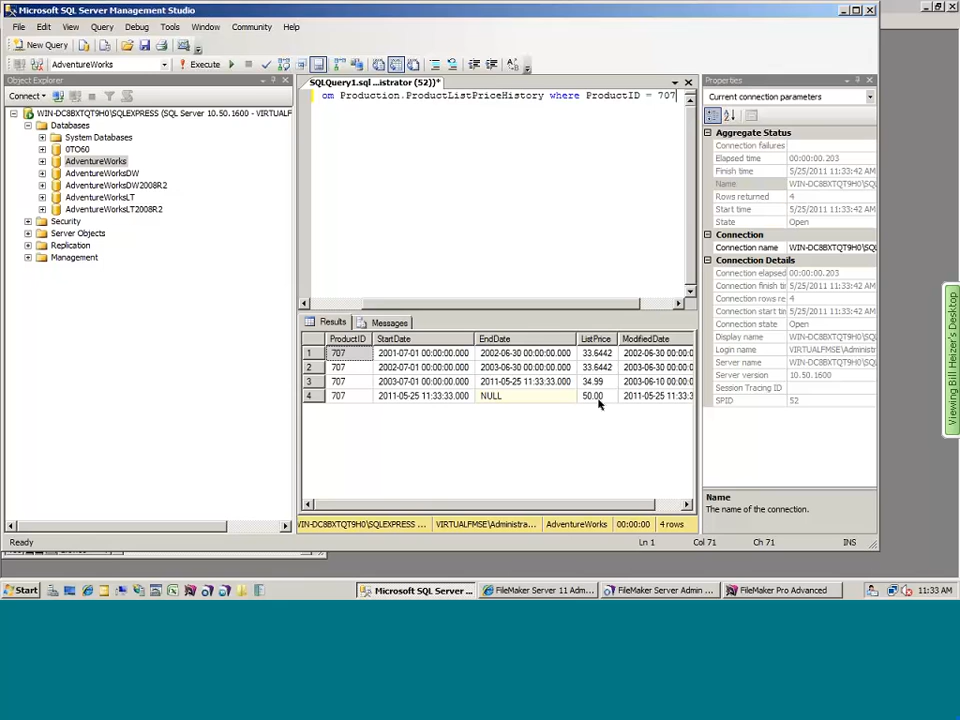 Microsoft SQL Server Management Studio
File Edit View Query Debug Tools Window Community Help
New Query
AdventureWorks Execute
Object Explorer
Connect
WIN-DC8BXTQT9H0\SQLEXPRESS (SQL Server 10.50.1600 - VIRTUALF
Databases
System Databases
0TO60
AdventureWorks
AdventureWorksDW
AdventureWorksDW2008R2
AdventureWorksLT
AdventureWorksLT2008R2
Security
Server Objects
Replication
Management
SQLQuery1.sql ...istrator (52))*
om Production.ProductListPriceHistory where ProductID = 707
Results Messages
ProductID StartDate EndDate ListPrice ModifiedDate
1 707 2001-07-01 00:00:00.000 2002-06-30 00:00:00.000 33.6442 2002-06-30 00:00:0
2 707 2002-07-01 00:00:00.000 2003-06-30 00:00:00.000 33.6442 2003-06-30 00:00:0
3 707 2003-07-01 00:00:00.000 2011-05-25 11:33:33.000 34.99 2003-06-10 00:00:0
4 707 2011-05-25 11:33:33.000 NULL 50.00 2011-05-25 11:33:3
WIN-DC8BXTQT9H0\SQLEXPRESS ... VIRTUALFMSE\Administra... AdventureWorks 00:00:00 4 rows
Properties
Current connection parameters
Aggregate Status
Connection failures
Elapsed time 00:00:00.203
Finish time 5/25/2011 11:33:42 AM
Name WIN-DC8BXTQT9H0\SQL
Rows returned 4
Start time 5/25/2011 11:33:42 AM
State Open
Connection
Connection name WIN-DC8BXTQT9H0\SQL
Connection Details
Connection elapsed 00:00:00.203
Connection finish ti 5/25/2011 11:33:42 AM
Connection rows re 4
Connection start ti 5/25/2011 11:33:42 AM
Connection state Open
Display name WIN-DC8BXTQT9H0\SQL
Login name VIRTUALFMSE\Administr
Server name WIN-DC8BXTQT9H0\SQL
Server version 10.50.1600
Session Tracing ID
SPID 52
Name
The name of the connection.
Ready Ln 1 Col 71 Ch 71 INS
Start Microsoft SQL Server ... FileMaker Server 11 Adm... FileMaker Server Admin ... FileMaker Pro Advanced 11:33 AM
Viewing Bill Heizer's Desktop